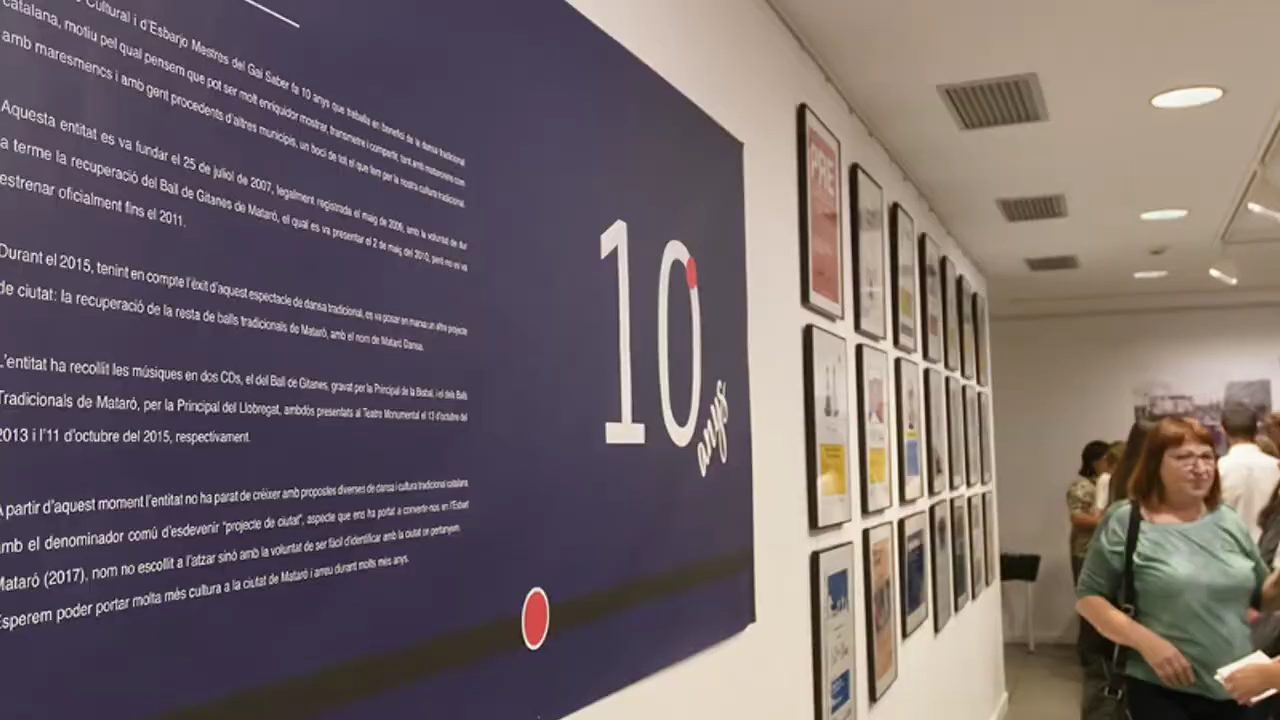 Cultural i d'Esbarjo Mestres del Gai Saber fa 10 anys que treballa en benefici de la dansa tradicional
catalana, motiu pel qual pensem que pot ser molt enriquidor mostrar, transmetre i compartir, tant amb mataronins com
amb maresmencs i amb gent procedents d'altres municipis, un bocí de tot el que fem per la nostra cultura tradicional.
Aquesta entitat es va fundar el 25 de juliol de 2007, legalment registrada el maig de 2009, amb la voluntat de dur
a terme la recuperació del Ball de Gitanes de Mataró, el qual es va presentar el 2 de maig del 2010, però no es va
estrenar oficialment fins el 2011.
Durant el 2015, tenint en compte l'èxit d'aquest espectacle de dansa tradicional, es va posar en marxa un altre projecte
de ciutat: la recuperació de la resta de balls tradicionals de Mataró, amb el nom de Mataró Dansa.
L'entitat ha recollit les músiques en dos CDs, el del Ball de Gitanes, gravat per la Principal de la Bisbal, i el dels Balls
Tradicionals de Mataró, per la Principal del Llobregat, ambdós presentats al Teatre Monumental el 13 d'octubre del
2013 i l'11 d'octubre del 2015, respectivament.
A partir d'aquest moment l'entitat no ha parat de créixer amb propostes diverses de dansa i cultura tradicional catalana
amb el denominador comú d'esdevenir "projecte de ciutat", aspecte que ens ha portat a convertir-nos en l'Esbart
Mataró (2017), nom no escollit a l'atzar sinó amb la voluntat de ser fàcil d'identificar amb la ciutat on pertanyem.
Esperem poder portar molta més cultura a la ciutat de Mataró i arreu durant molts més anys.
10
anys
PRE